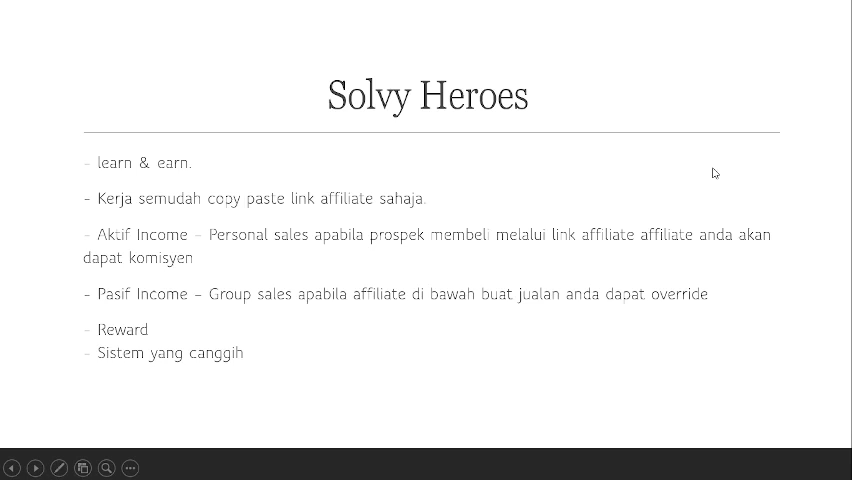 Solvy Heroes
- learn & earn.
- Kerja semudah copy paste link affiliate sahaja.
- Aktif Income – Personal sales apabila prospek membeli melalui link affiliate affiliate anda akan
dapat komisyen
- Pasif Income – Group sales apabila affiliate di bawah buat jualan anda dapat override
- Reward
- Sistem yang canggih